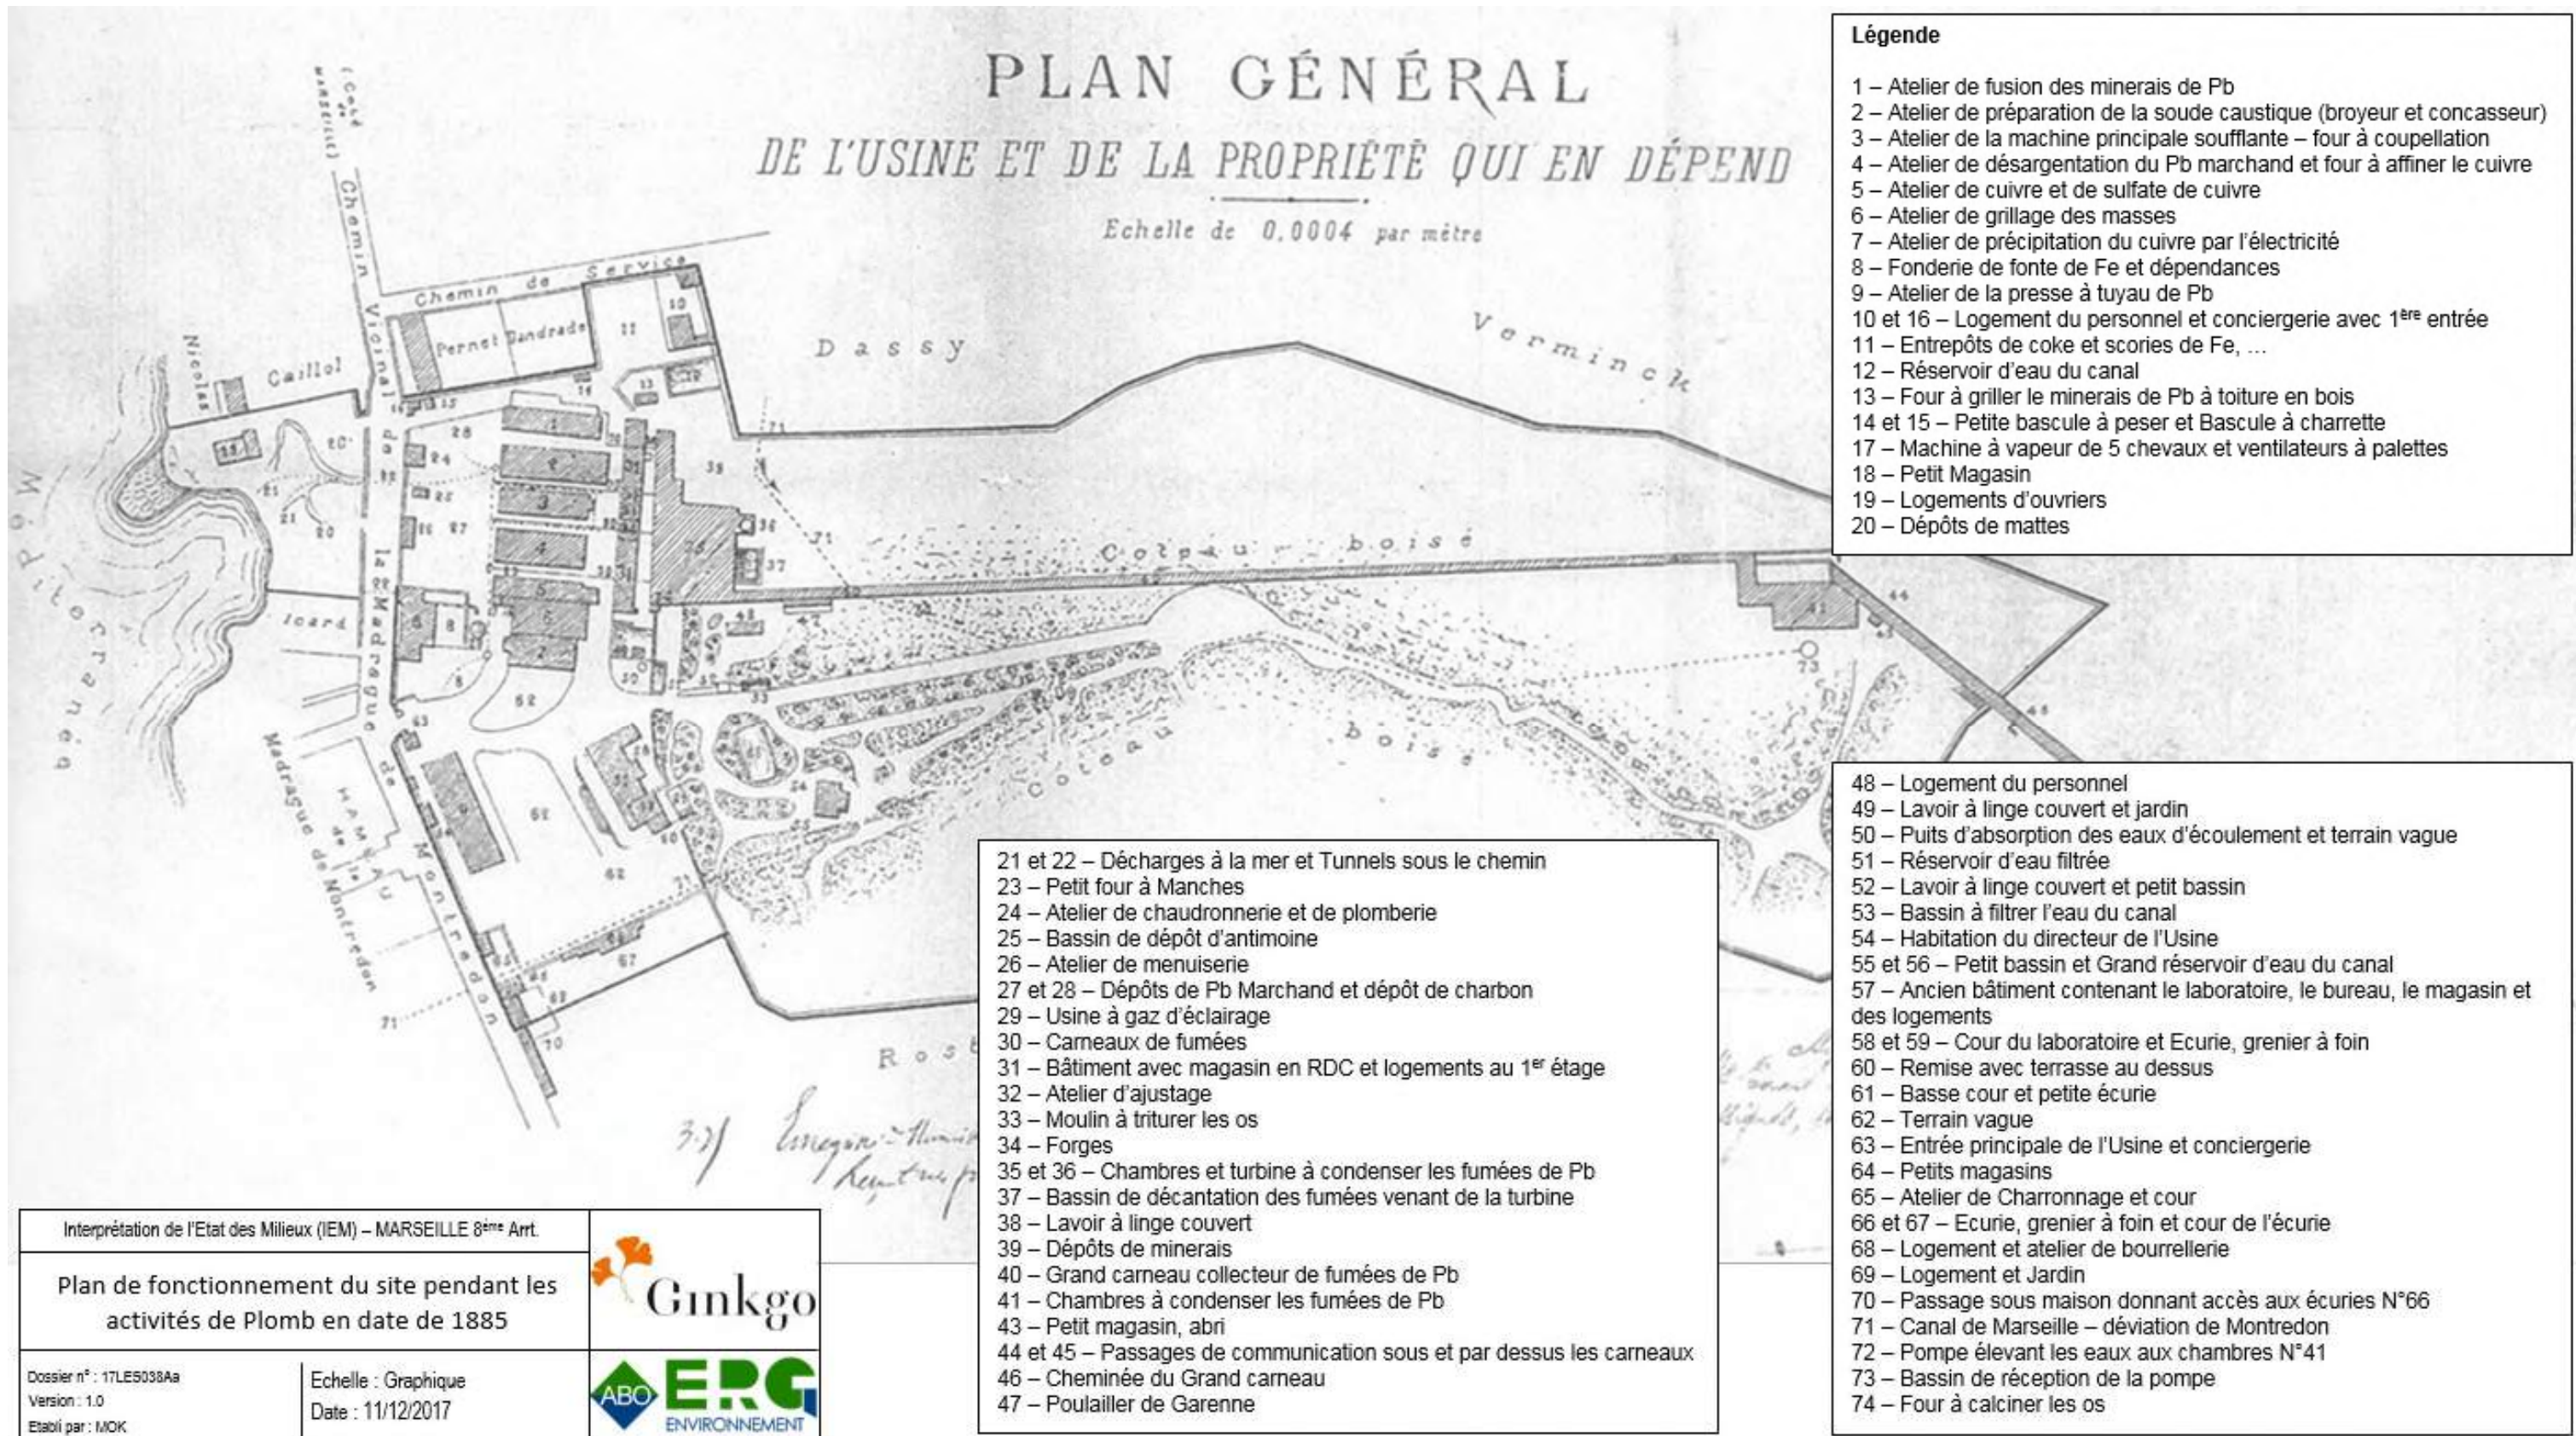 PLAN GÉNÉRAL
DE L'USINE ET DE LA PROPRIÉTÉ QUI EN DÉPEND
Echelle de 0,0004 par mètre
Chemin Vicinal de la Madrague de Montredon
Chemin de Service
Pernet Dandrade
Nicolas
Caillol
Dassy
Verminck
Icard
Coteau boisé
Coteau boisé
HAMEAU
de la
Madrague de Montredon
Légende
1 – Atelier de fusion des minerais de Pb
2 – Atelier de préparation de la soude caustique (broyeur et concasseur)
3 – Atelier de la machine principale soufflante – four à coupellation
4 – Atelier de désargentation du Pb marchand et four à affiner le cuivre
5 – Atelier de cuivre et de sulfate de cuivre
6 – Atelier de grillage des masses
7 – Atelier de précipitation du cuivre par l'électricité
8 – Fonderie de fonte de Fe et dépendances
9 – Atelier de la presse à tuyau de Pb
10 et 16 – Logement du personnel et conciergerie avec 1ère entrée
11 – Entrepôts de coke et scories de Fe, ...
12 – Réservoir d'eau du canal
13 – Four à griller le minerais de Pb à toiture en bois
14 et 15 – Petite bascule à peser et Bascule à charrette
17 – Machine à vapeur de 5 chevaux et ventilateurs à palettes
18 – Petit Magasin
19 – Logements d'ouvriers
20 – Dépôts de mattes
21 et 22 – Décharges à la mer et Tunnels sous le chemin
23 – Petit four à Manches
24 – Atelier de chaudronnerie et de plomberie
25 – Bassin de dépôt d'antimoine
26 – Atelier de menuiserie
27 et 28 – Dépôts de Pb Marchand et dépôt de charbon
29 – Usine à gaz d'éclairage
30 – Carneaux de fumées
31 – Bâtiment avec magasin en RDC et logements au 1er étage
32 – Atelier d'ajustage
33 – Moulin à triturer les os
34 – Forges
35 et 36 – Chambres et turbine à condenser les fumées de Pb
37 – Bassin de décantation des fumées venant de la turbine
38 – Lavoir à linge couvert
39 – Dépôts de minerais
40 – Grand carneau collecteur de fumées de Pb
41 – Chambres à condenser les fumées de Pb
43 – Petit magasin, abri
44 et 45 – Passages de communication sous et par dessus les carneaux
46 – Cheminée du Grand carneau
47 – Poulailler de Garenne
48 – Logement du personnel
49 – Lavoir à linge couvert et jardin
50 – Puits d'absorption des eaux d'écoulement et terrain vague
51 – Réservoir d'eau filtrée
52 – Lavoir à linge couvert et petit bassin
53 – Bassin à filtrer l'eau du canal
54 – Habitation du directeur de l'Usine
55 et 56 – Petit bassin et Grand réservoir d'eau du canal
57 – Ancien bâtiment contenant le laboratoire, le bureau, le magasin et
des logements
58 et 59 – Cour du laboratoire et Ecurie, grenier à foin
60 – Remise avec terrasse au dessus
61 – Basse cour et petite écurie
62 – Terrain vague
63 – Entrée principale de l'Usine et conciergerie
64 – Petits magasins
65 – Atelier de Charronnage et cour
66 et 67 – Ecurie, grenier à foin et cour de l'écurie
68 – Logement et atelier de bourrellerie
69 – Logement et Jardin
70 – Passage sous maison donnant accès aux écuries N°66
71 – Canal de Marseille – déviation de Montredon
72 – Pompe élevant les eaux aux chambres N°41
73 – Bassin de réception de la pompe
74 – Four à calciner les os
Interprétation de l'Etat des Milieux (IEM) – MARSEILLE 8ème Arrt.
Plan de fonctionnement du site pendant les
activités de Plomb en date de 1885
Dossier n° : 17LES038Aa
Version : 1.0
Etabli par : MOK
Echelle : Graphique
Date : 11/12/2017
Ginkgo
ABO ERG
ENVIRONNEMENT